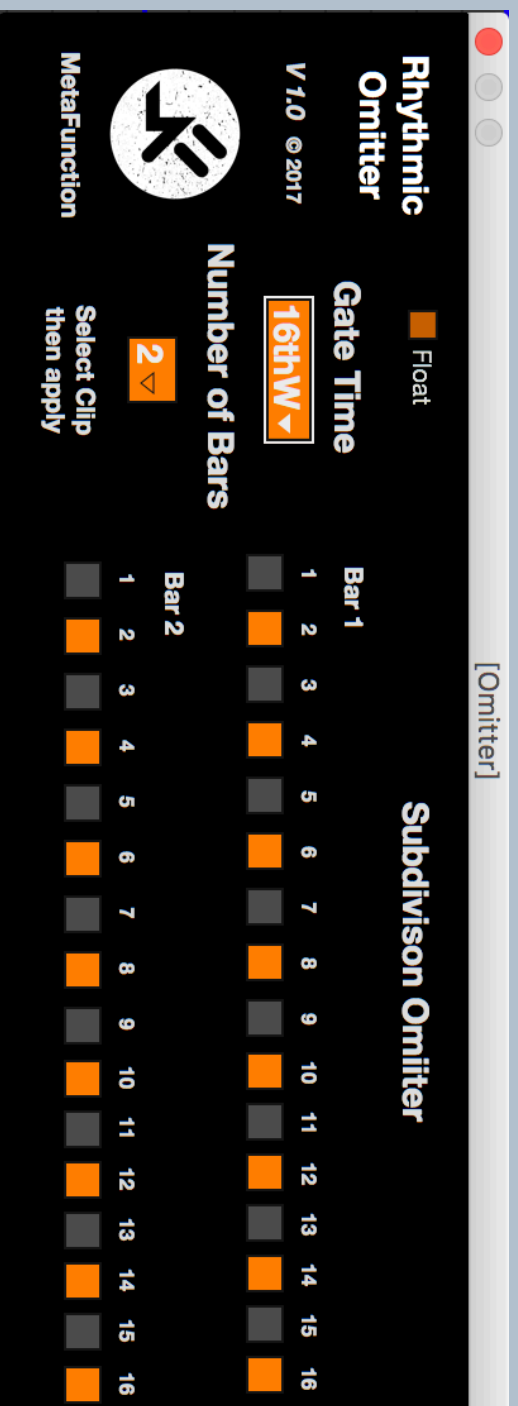 [Omitter]
Rhythmic
Omitter
V 1.0 © 2017
MetaFunction
Float
Gate Time
16thW
Number of Bars
2
Select Clip
then apply
Subdivison Omiiter
Bar 1
1 2 3 4 5 6 7 8 9 10 11 12 13 14 15 16
Bar 2
1 2 3 4 5 6 7 8 9 10 11 12 13 14 15 16